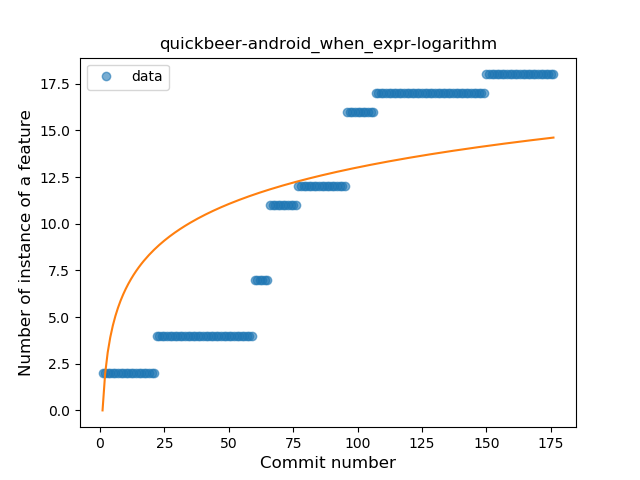 quickbeer-android_when_expr-logarithm
data
Number of instance of a feature
17.5
15.0
12.5
10.0
7.5
5.0
2.5
0.0
0 25 50 75 100 125 150 175
Commit number